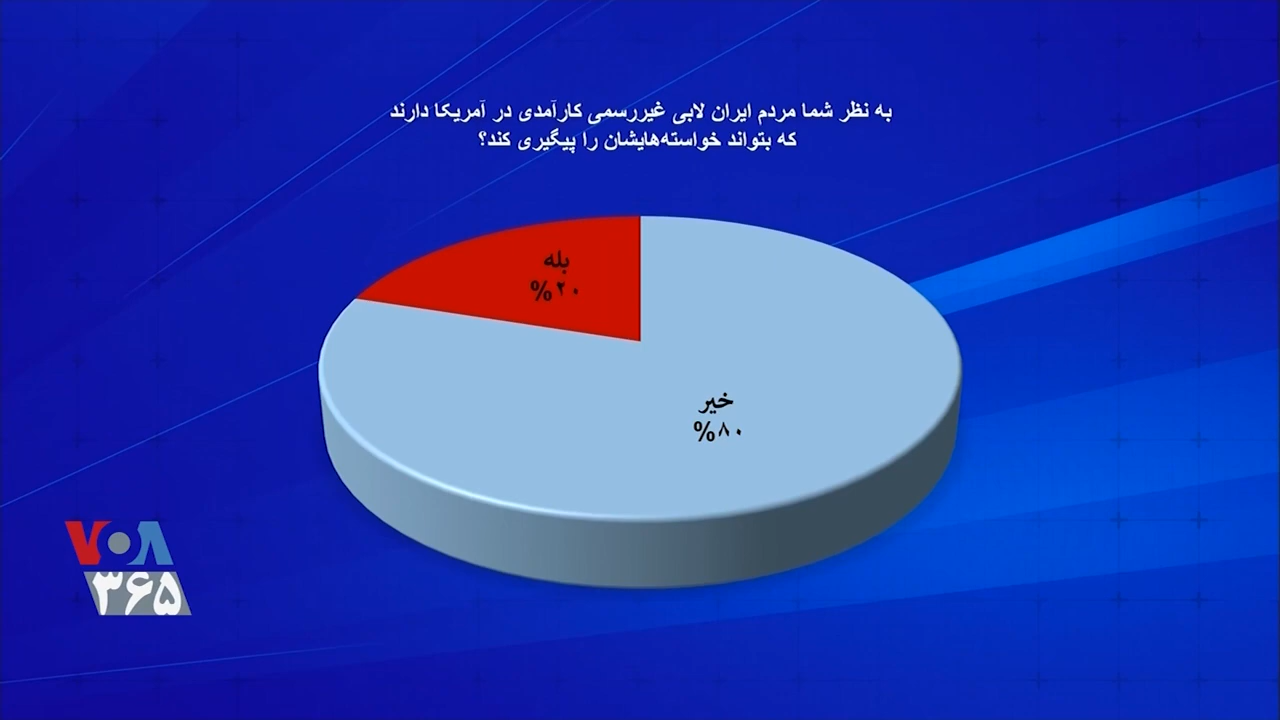 به نظر شما مردم ایران لابی غیررسمی کارآمدی در آمریکا دارند
که بتواند خواسته‌هایشان را پیگیری کند؟
بله
%۲۰
خیر
%۸۰
VOA
۳۶۵